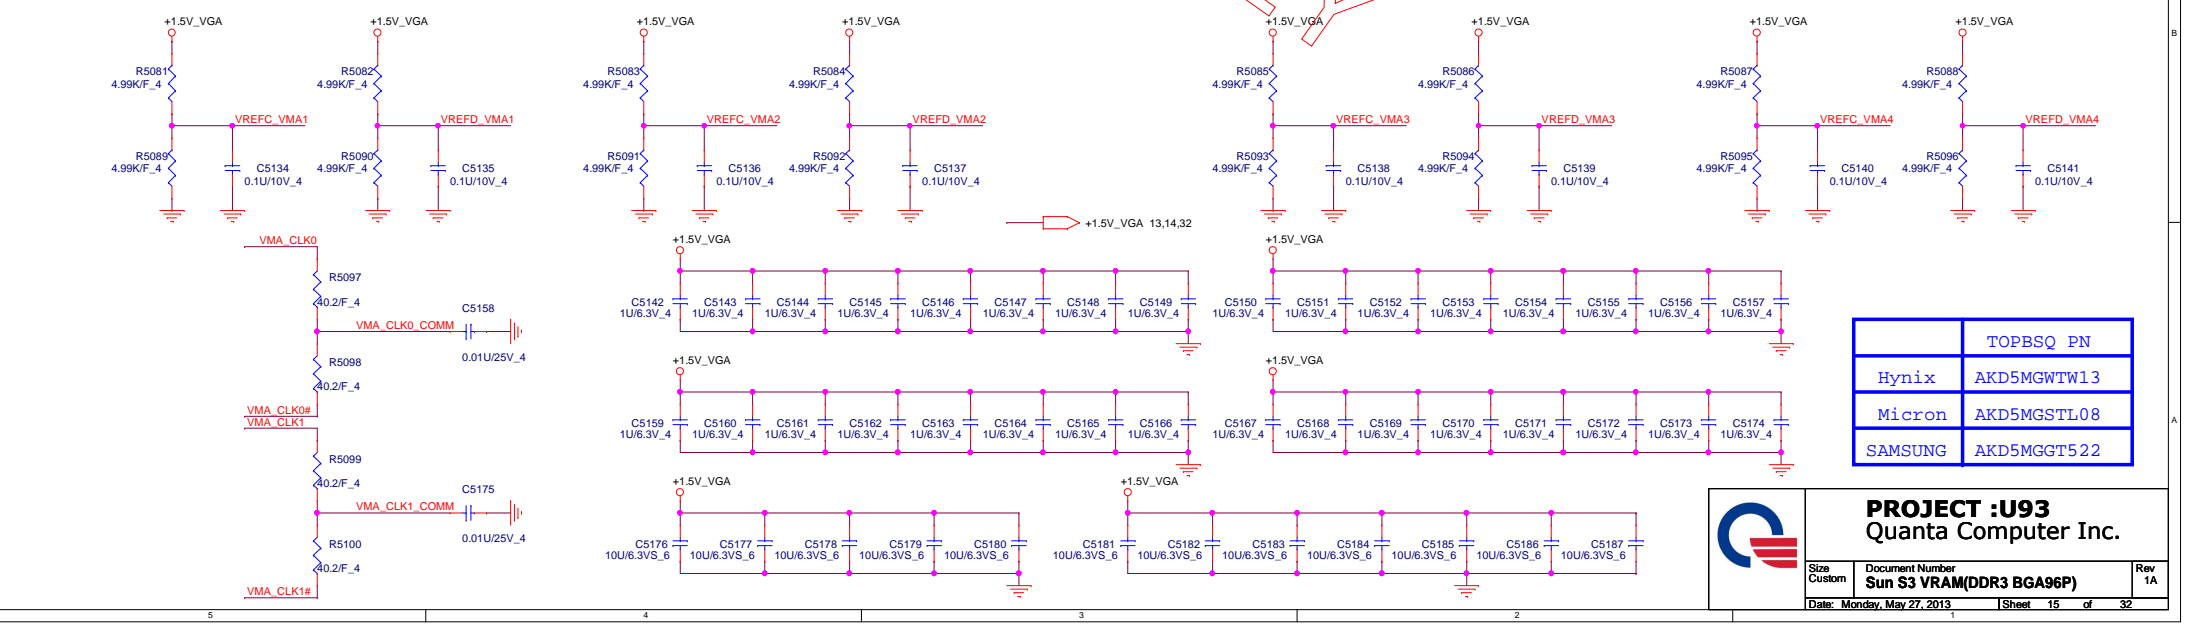 +1.5V_VGA +1.5V_VGA +1.5V_VGA +1.5V_VGA +1.5V_VGA +1.5V_VGA +1.5V_VGA +1.5V_VGA
B
R5081 R5082 R5083 R5084 R5085 R5086 R5087 R5088
4.99K/F_4 4.99K/F_4 4.99K/F_4 4.99K/F_4 4.99K/F_4 4.99K/F_4 4.99K/F_4 4.99K/F_4
VREFC_VMA1 VREFD_VMA1 VREFC_VMA2 VREFD_VMA2 VREFC_VMA3 VREFD_VMA3 VREFC_VMA4 VREFD_VMA4
R5089 R5090 R5091 R5092 R5093 R5094 R5095 R5096
4.99K/F_4 4.99K/F_4 4.99K/F_4 4.99K/F_4 4.99K/F_4 4.99K/F_4 4.99K/F_4 4.99K/F_4
C5134 C5135 C5136 C5137 C5138 C5139 C5140 C5141
0.1U/10V_4 0.1U/10V_4 0.1U/10V_4 0.1U/10V_4 0.1U/10V_4 0.1U/10V_4 0.1U/10V_4 0.1U/10V_4
+1.5V_VGA 13,14,32
VMA_CLK0
R5097
40.2/F_4
C5158
VMA_CLK0_COMM
0.01U/25V_4
R5098
40.2/F_4
VMA_CLK0#
VMA_CLK1
R5099
40.2/F_4
C5175
VMA_CLK1_COMM
0.01U/25V_4
R5100
40.2/F_4
VMA_CLK1#
+1.5V_VGA +1.5V_VGA
C5142 C5143 C5144 C5145 C5146 C5147 C5148 C5149 C5150 C5151 C5152 C5153 C5154 C5155 C5156 C5157
1U/6.3V_4 1U/6.3V_4 1U/6.3V_4 1U/6.3V_4 1U/6.3V_4 1U/6.3V_4 1U/6.3V_4 1U/6.3V_4 1U/6.3V_4 1U/6.3V_4 1U/6.3V_4 1U/6.3V_4 1U/6.3V_4 1U/6.3V_4 1U/6.3V_4 1U/6.3V_4
+1.5V_VGA +1.5V_VGA
C5159 C5160 C5161 C5162 C5163 C5164 C5165 C5166 C5167 C5168 C5169 C5170 C5171 C5172 C5173 C5174
1U/6.3V_4 1U/6.3V_4 1U/6.3V_4 1U/6.3V_4 1U/6.3V_4 1U/6.3V_4 1U/6.3V_4 1U/6.3V_4 1U/6.3V_4 1U/6.3V_4 1U/6.3V_4 1U/6.3V_4 1U/6.3V_4 1U/6.3V_4 1U/6.3V_4 1U/6.3V_4
+1.5V_VGA +1.5V_VGA
C5176 C5177 C5178 C5179 C5180 C5181 C5182 C5183 C5184 C5185 C5186 C5187
10U/6.3VS_6 10U/6.3VS_6 10U/6.3VS_6 10U/6.3VS_6 10U/6.3VS_6 10U/6.3VS_6 10U/6.3VS_6 10U/6.3VS_6 10U/6.3VS_6 10U/6.3VS_6 10U/6.3VS_6 10U/6.3VS_6
TOPBSQ PN
Hynix AKD5MGWTW13
Micron AKD5MGSTL08
SAMSUNG AKD5MGGT522
A
PROJECT :U93
Quanta Computer Inc.
Size Document Number Rev
Custom Sun S3 VRAM(DDR3 BGA96P) 1A
Date: Monday, May 27, 2013 Sheet 15 of 32
5 4 3 2 1